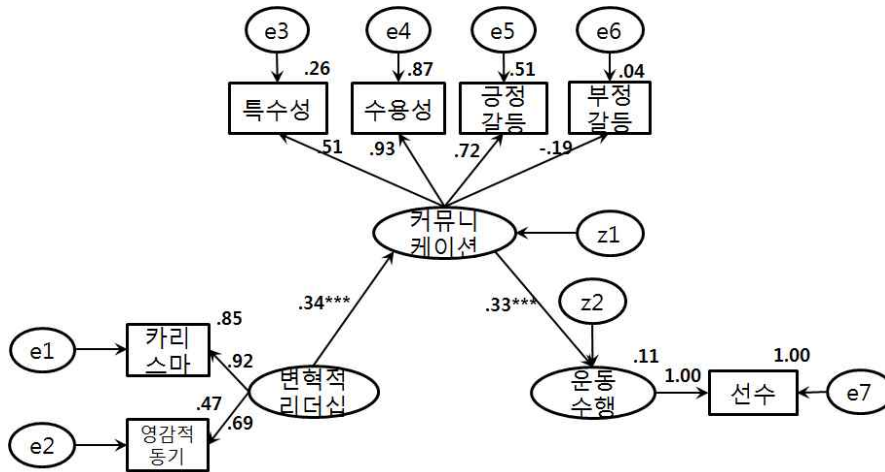 e3
e4
e5
e6
.26
.87
.51
.04
특수성
수용성
긍정
갈등
부정
갈등
.51
.93
.72
-.19
커뮤니
케이션
z1
.34***
.33***
z2
.85
카리
스마
e1
.92
변혁적
리더십
.11
운동
수행
1.00
1.00
선수
e7
.47
.69
영감적
동기
e2